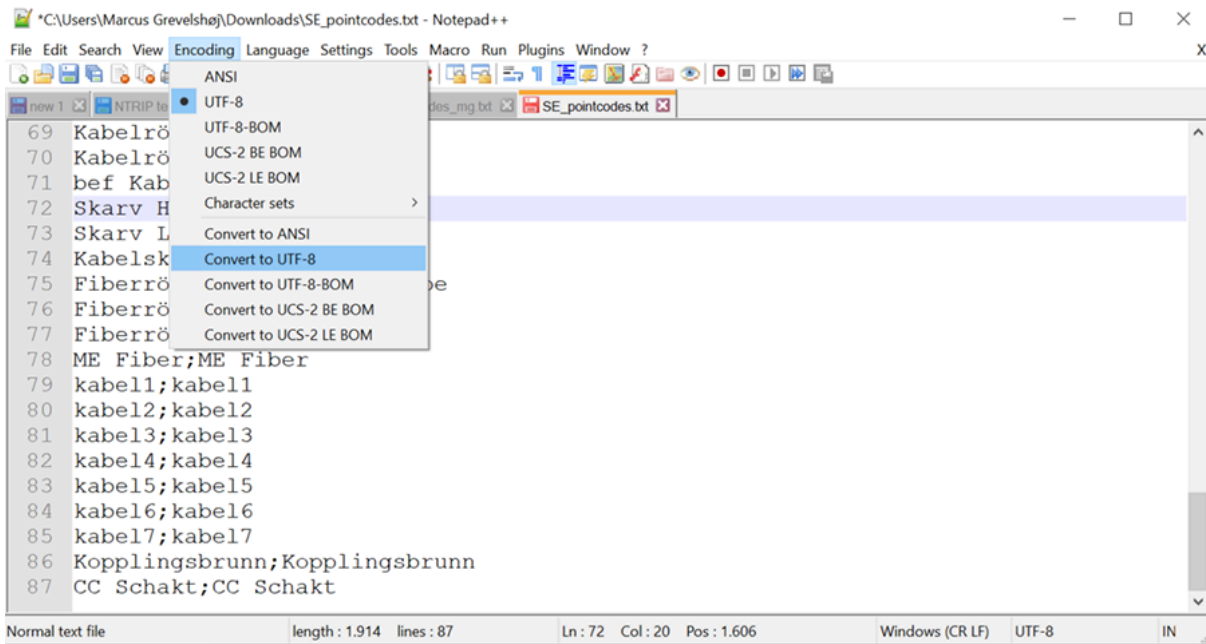 *C:\Users\Marcus Grevelshøj\Downloads\SE_pointcodes.txt - Notepad++
File Edit Search View Encoding Language Settings Tools Macro Run Plugins Window ? X
new 1 NTRIP te des_mg.txt SE_pointcodes.txt
ANSI
UTF-8
UTF-8-BOM
UCS-2 BE BOM
UCS-2 LE BOM
Character sets
Convert to ANSI
Convert to UTF-8
Convert to UTF-8-BOM
Convert to UCS-2 BE BOM
Convert to UCS-2 LE BOM
69 Kabelrö
70 Kabelrö
71 bef Kab
72 Skarv H
73 Skarv L
74 Kabelsk
75 Fiberrö be
76 Fiberrö
77 Fiberrö
78 ME Fiber;ME Fiber
79 kabel1;kabel1
80 kabel2;kabel2
81 kabel3;kabel3
82 kabel4;kabel4
83 kabel5;kabel5
84 kabel6;kabel6
85 kabel7;kabel7
86 Kopplingsbrunn;Kopplingsbrunn
87 CC Schakt;CC Schakt
Normal text file length : 1.914 lines : 87 Ln : 72 Col : 20 Pos : 1.606 Windows (CR LF) UTF-8 IN